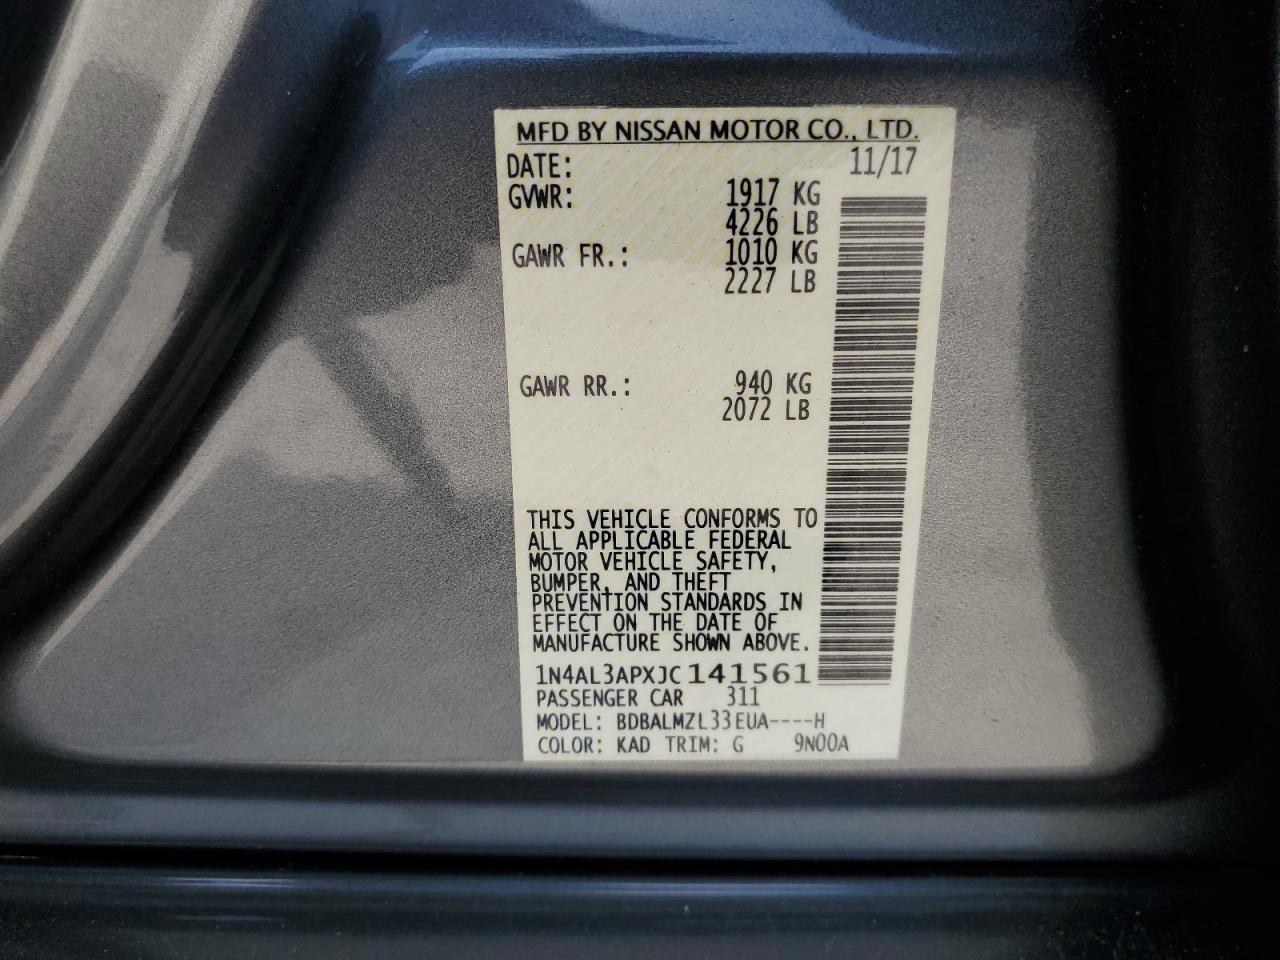 MFD BY NISSAN MOTOR CO., LTD.
DATE: 11/17
GVWR: 1917 KG
4226 LB
GAWR FR.: 1010 KG
2227 LB
GAWR RR.: 940 KG
2072 LB
THIS VEHICLE CONFORMS TO
ALL APPLICABLE FEDERAL
MOTOR VEHICLE SAFETY,
BUMPER, AND THEFT
PREVENTION STANDARDS IN
EFFECT ON THE DATE OF
MANUFACTURE SHOWN ABOVE.
1N4AL3APXJC141561
PASSENGER CAR 311
MODEL: BDBALMZL33EUA----H
COLOR: KAD TRIM: G 9N00A